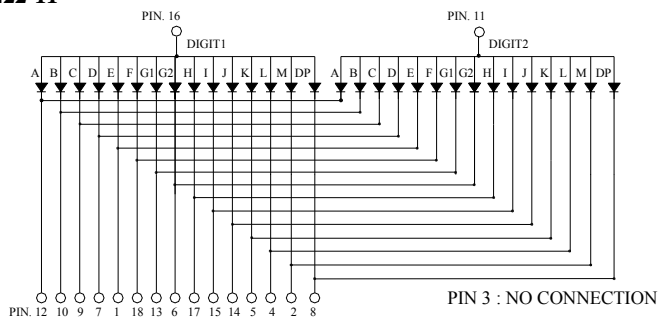 PIN. 16
PIN. 11
DIGIT1
DIGIT2
A B C D E F G1 G2 H I J K L M DP
A B C D E F G1 G2 H I J K L M DP
PIN. 12 10 9 7 1 18 13 6 17 15 14 5 4 2 8
PIN 3 : NO CONNECTION